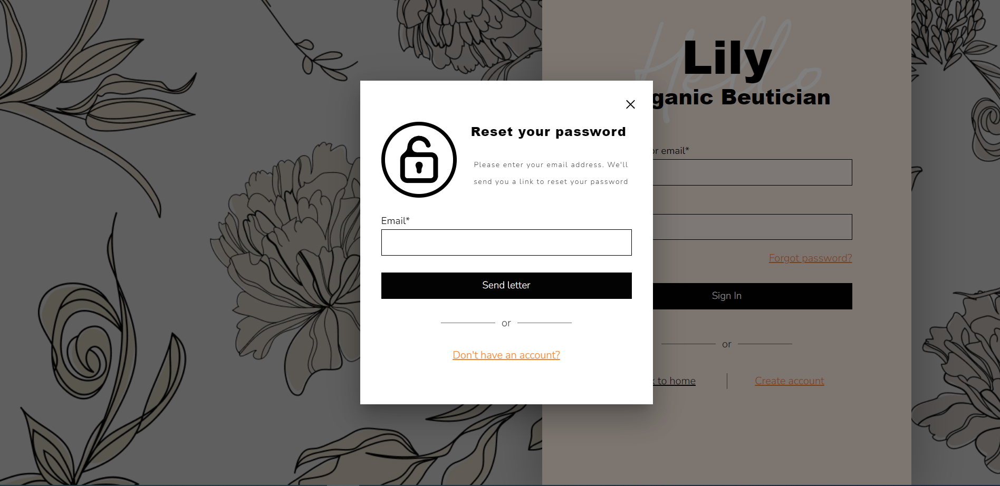 Hello
Lily
ganic Beutician
Reset your password
Please enter your email address. We'll
send you a link to reset your password
Email*
Send letter
or
Don't have an account?
or email*
Forgot password?
Sign In
or
to home
Create account